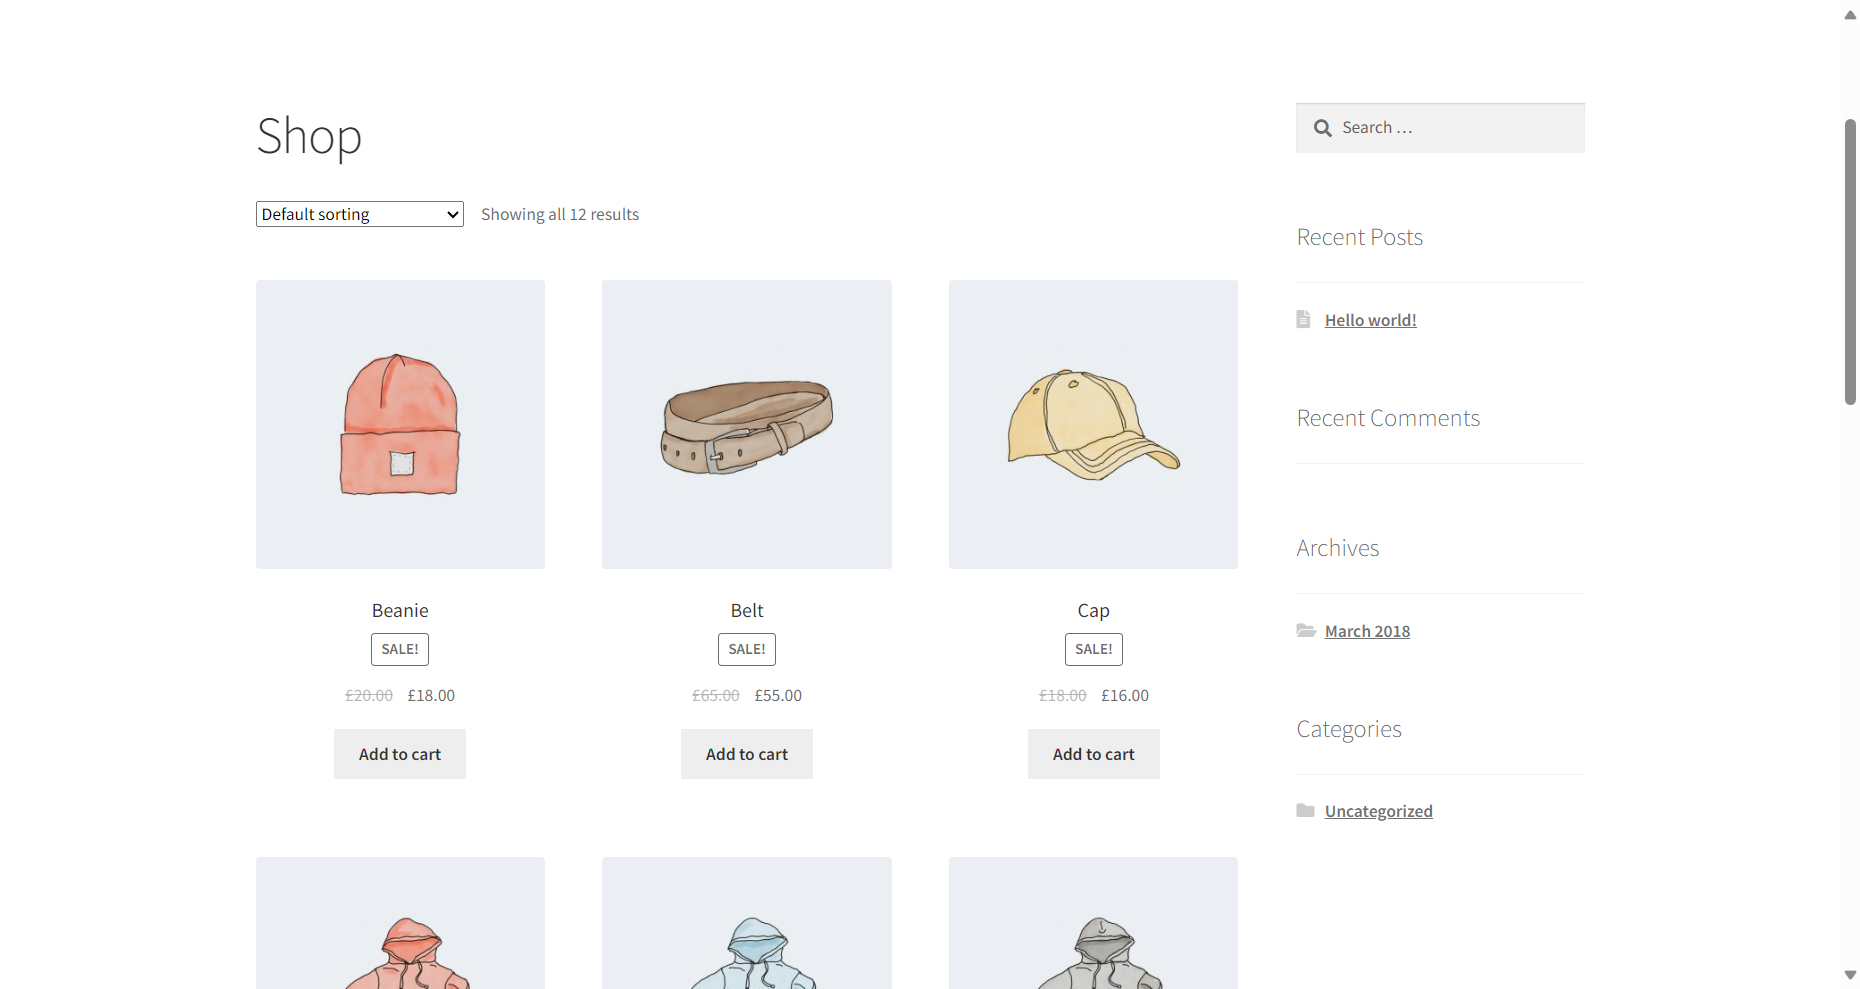 Shop
Default sorting
Showing all 12 results
Beanie
SALE!
£20.00 £18.00
Add to cart
Belt
SALE!
£65.00 £55.00
Add to cart
Cap
SALE!
£18.00 £16.00
Add to cart
Search …
Recent Posts
Hello world!
Recent Comments
Archives
March 2018
Categories
Uncategorized